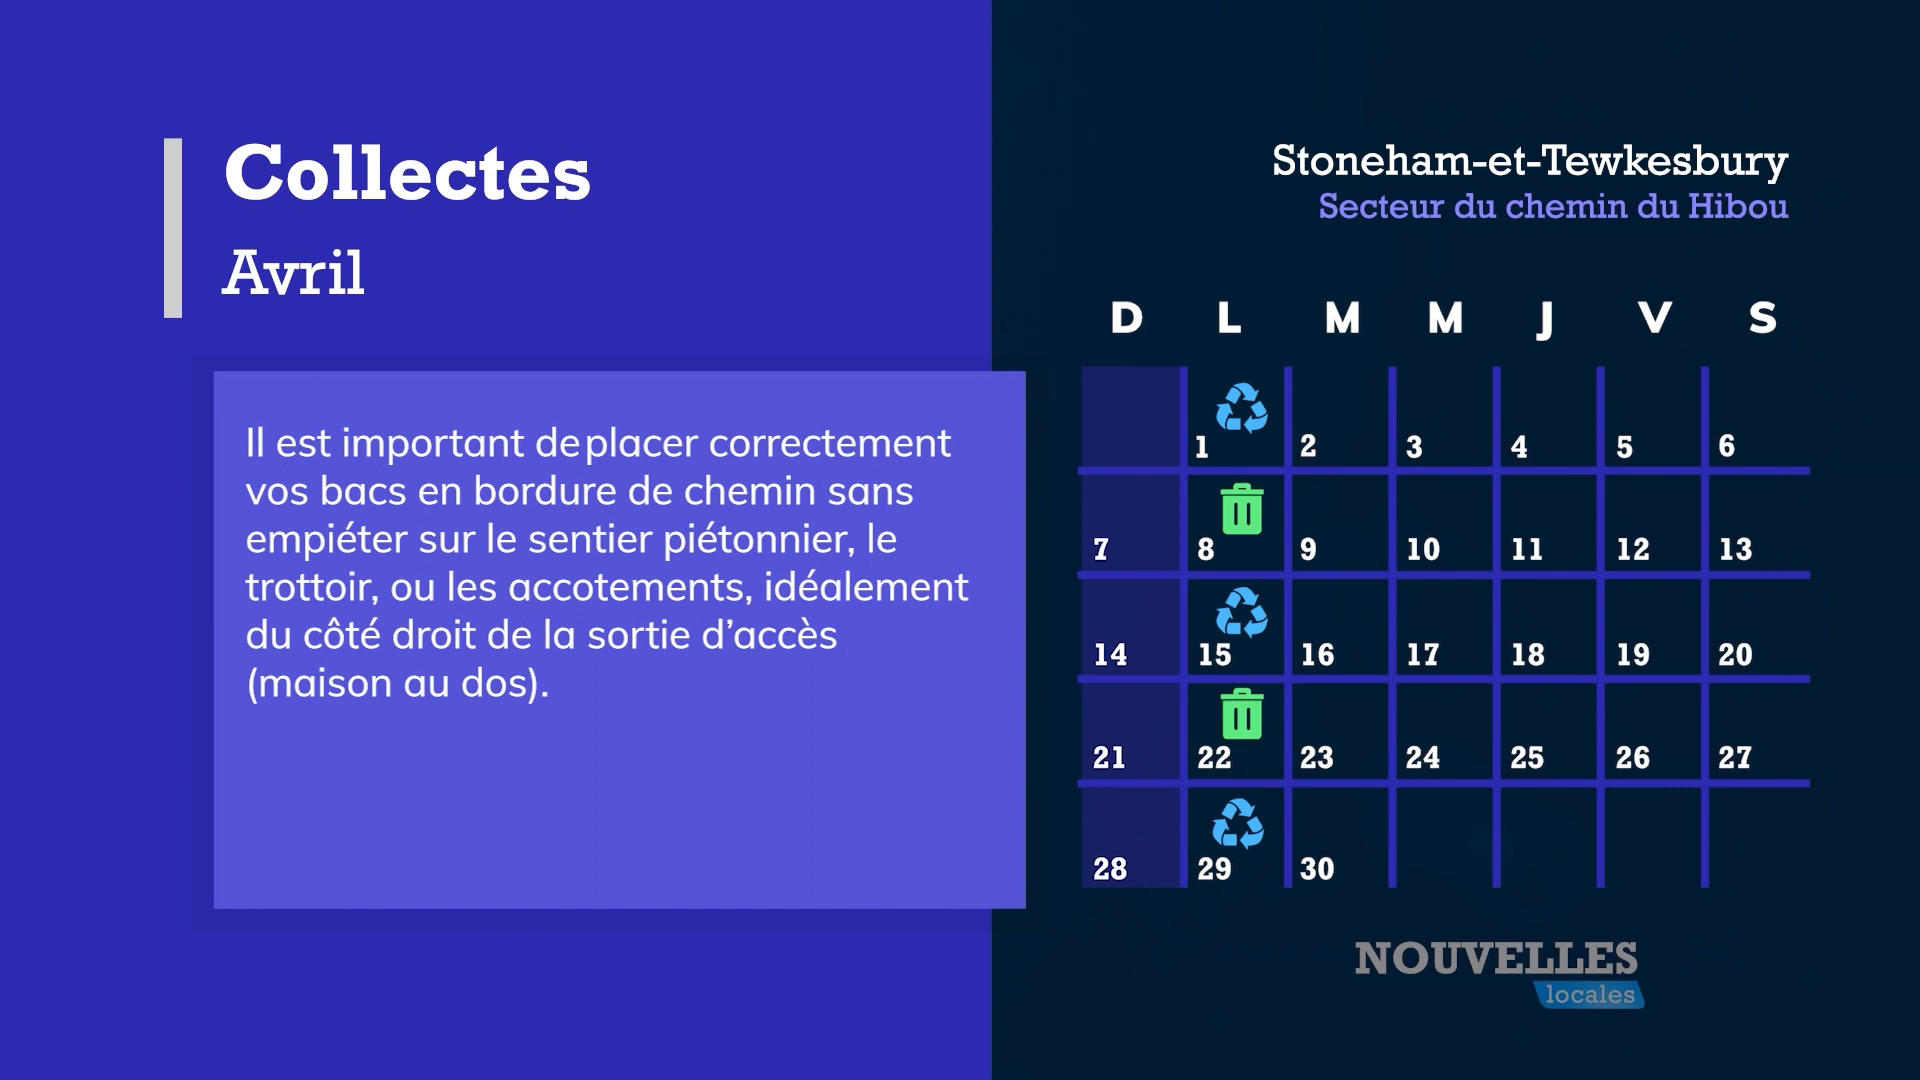 Collectes
Avril
Il est important de placer correctement
vos bacs en bordure de chemin sans
empiéter sur le sentier piétonnier, le
trottoir, ou les accotements, idéalement
du côté droit de la sortie d’accès
(maison au dos).
Stoneham-et-Tewkesbury
Secteur du chemin du Hibou
D L M M J V S
1 2 3 4 5 6
7 8 9 10 11 12 13
14 15 16 17 18 19 20
21 22 23 24 25 26 27
28 29 30
NOUVELLES
locales